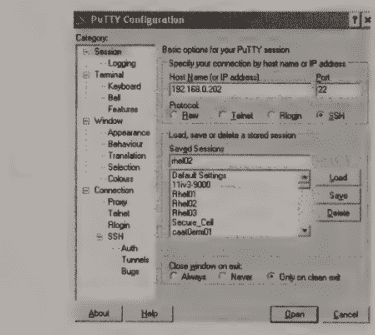 PuTTY Configuration
Category:
Session
Logging
Terminal
Keyboard
Bell
Features
Window
Appearance
Behaviour
Translation
Selection
Colours
Connection
Proxy
Telnet
Rlogin
SSH
Auth
Tunnels
Bugs
Basic options for your PuTTY session
Specify your connection by host name or IP address
Host Name (or IP address) Port
192.168.0.202 22
Protocol:
Raw Telnet Rlogin SSH
Load, save or delete a stored session
Saved Sessions
rhel02
Default Settings
11iv3-9000
Rhel01
Rhel02
Rhel03
Secure_Cell
Load
Save
Delete
Close window on exit:
Always Never Only on clean exit
About Help Open Cancel